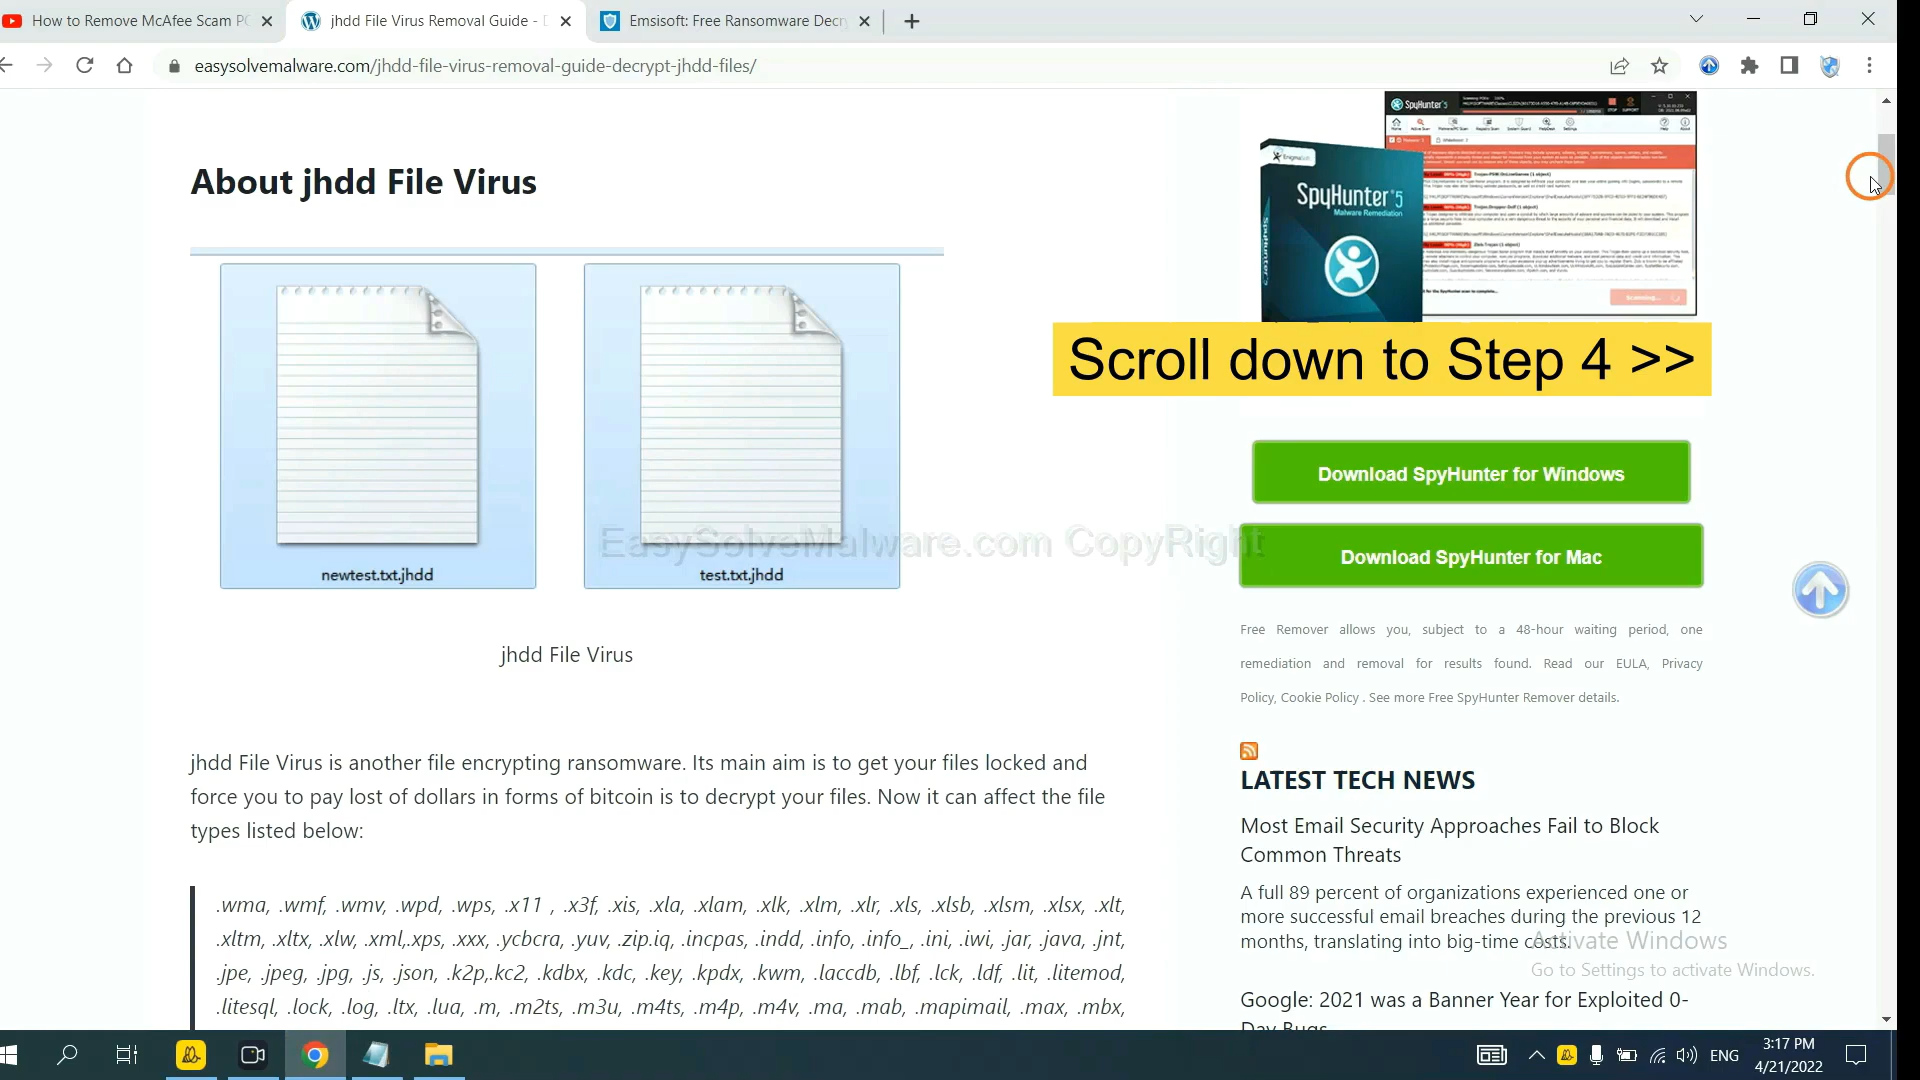 How to Remove McAfee Scam PC
jhdd File Virus Removal Guide - D
Emsisoft: Free Ransomware Decry
easysolvemalware.com/jhdd-file-virus-removal-guide-decrypt-jhdd-files/
About jhdd File Virus
newtest.txt.jhdd
test.txt.jhdd
jhdd File Virus
jhdd File Virus is another file encrypting ransomware. Its main aim is to get your files locked and
force you to pay lost of dollars in forms of bitcoin is to decrypt your files. Now it can affect the file
types listed below:
.wma, .wmf, .wmv, .wpd, .wps, .x11 , .x3f, .xis, .xla, .xlam, .xlk, .xlm, .xlr, .xls, .xlsb, .xlsm, .xlsx, .xlt,
.xltm, .xltx, .xlw, .xml,.xps, .xxx, .ycbcra, .yuv, .zip.iq, .incpas, .indd, .info, .info_, .ini, .iwi, .jar, .java, .jnt,
.jpe, .jpeg, .jpg, .js, .json, .k2p,.kc2, .kdbx, .kdc, .key, .kpdx, .kwm, .laccdb, .lbf, .lck, .ldf, .lit, .litemod,
.litesql, .lock, .log, .ltx, .lua, .m, .m2ts, .m3u, .m4ts, .m4p, .m4v, .ma, .mab, .mapimail, .max, .mbx,
EasySolveMalware.com CopyRight
SpyHunter 5
EnigmaSoft
SpyHunter 5
Malware Remediation
Scanning...
Scroll down to Step 4 >>
Download SpyHunter for Windows
Download SpyHunter for Mac
Free Remover allows you, subject to a 48-hour waiting period, one
remediation and removal for results found. Read our EULA, Privacy
Policy, Cookie Policy . See more Free SpyHunter Remover details.
LATEST TECH NEWS
Most Email Security Approaches Fail to Block
Common Threats
A full 89 percent of organizations experienced one or
more successful email breaches during the previous 12
months, translating into big-time costs.
Google: 2021 was a Banner Year for Exploited 0-
Day Bugs
Activate Windows
Go to Settings to activate Windows.
ENG
3:17 PM
4/21/2022